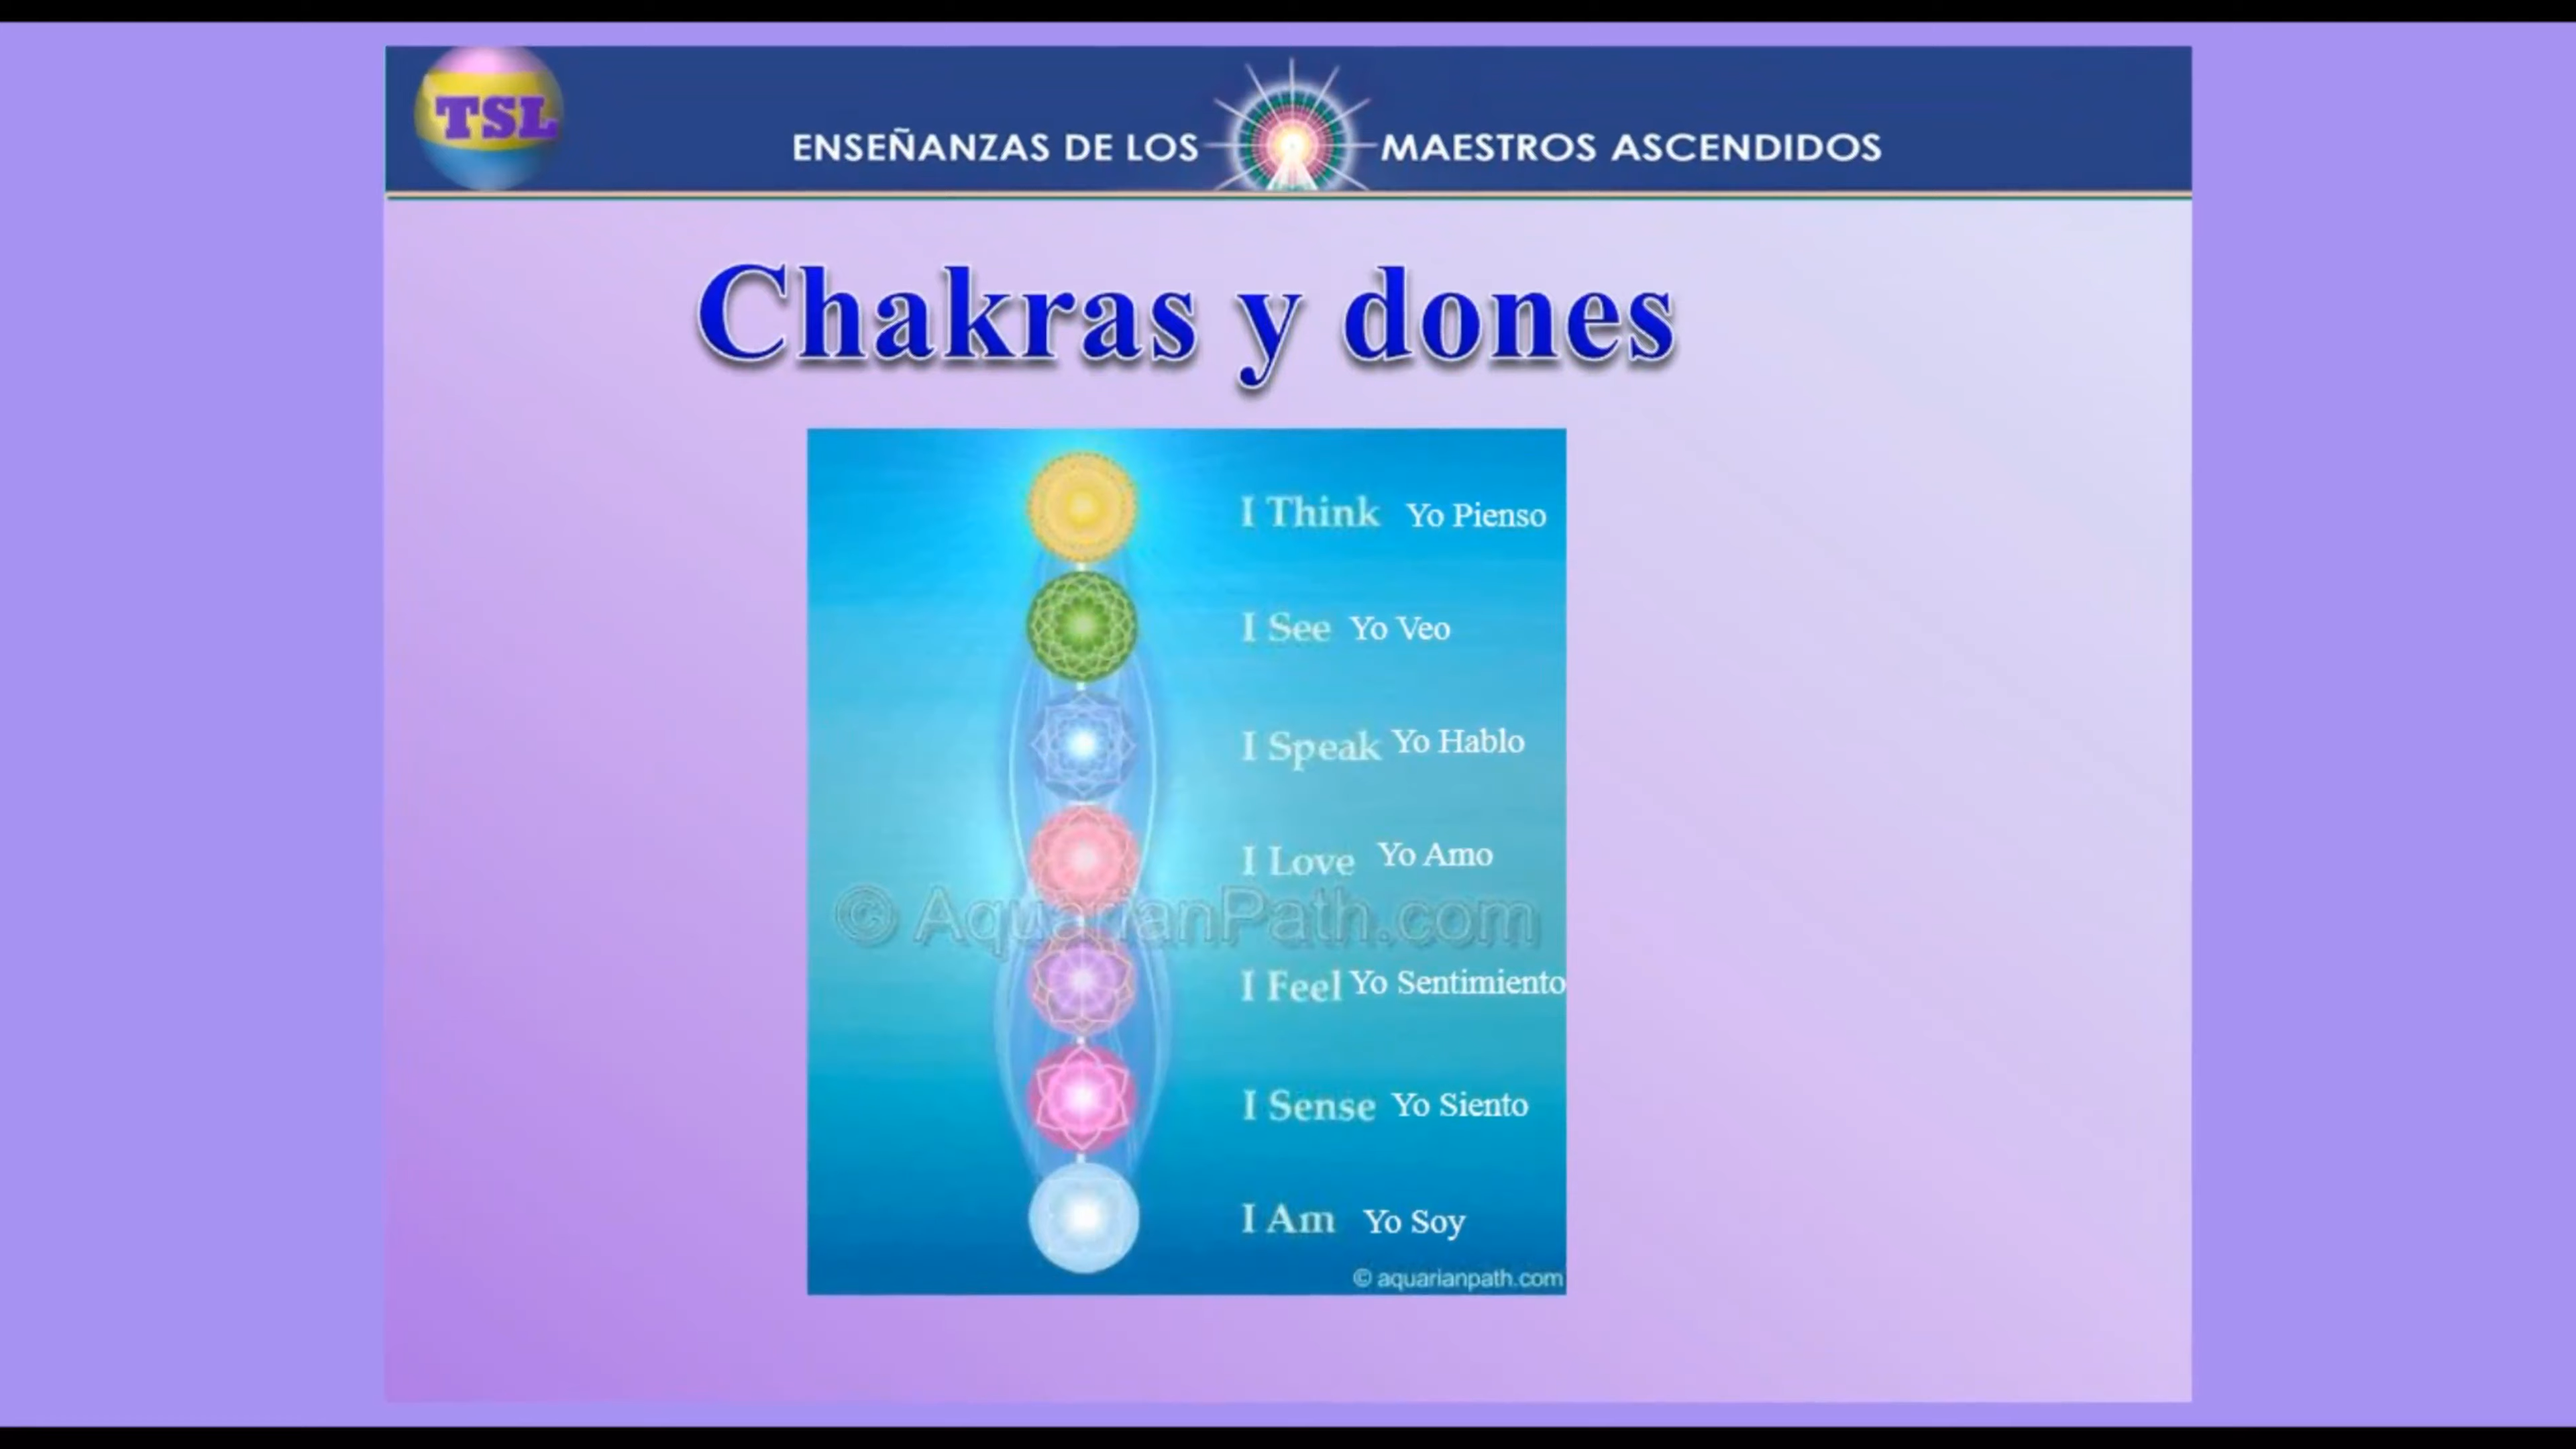 TSL
ENSEÑANZAS DE LOS MAESTROS ASCENDIDOS
Chakras y dones
I Think Yo Pienso
I See Yo Veo
I Speak Yo Hablo
I Love Yo Amo
© AquarianPath.com
I Feel Yo Sentimiento
I Sense Yo Siento
I Am Yo Soy
© aquarianpath.com